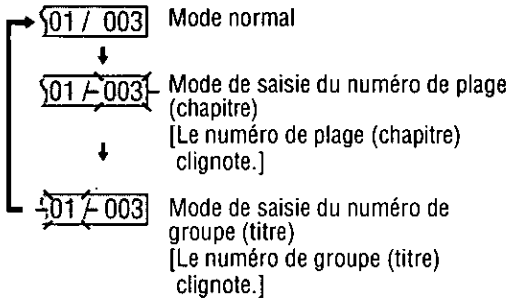 01 / 003 Mode normal
01 / 003 Mode de saisie du numéro de plage
(chapitre)
[Le numéro de plage (chapitre)
clignote.]
01 / 003 Mode de saisie du numéro de
groupe (titre)
[Le numéro de groupe (titre)
clignote.]